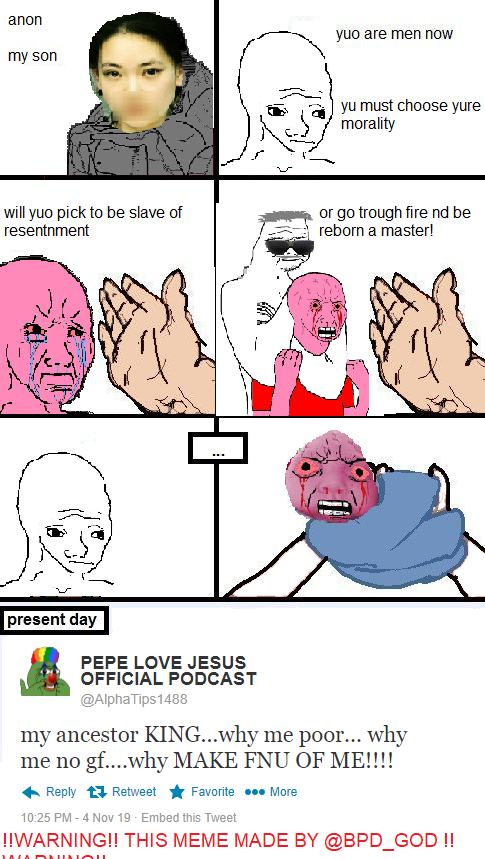 anon
my son
yuo are men now
yu must choose yure
morality
will yuo pick to be slave of
resentnment
or go trough fire nd be
reborn a master!
...
present day
PEPE LOVE JESUS
OFFICIAL PODCAST
@AlphaTips1488
my ancestor KING...why me poor... why
me no gf....why MAKE FNU OF ME!!!!
Reply Retweet Favorite More
10:25 PM - 4 Nov 19 · Embed this Tweet
!!WARNING!! THIS MEME MADE BY @BPD_GOD !!
WARNING!!